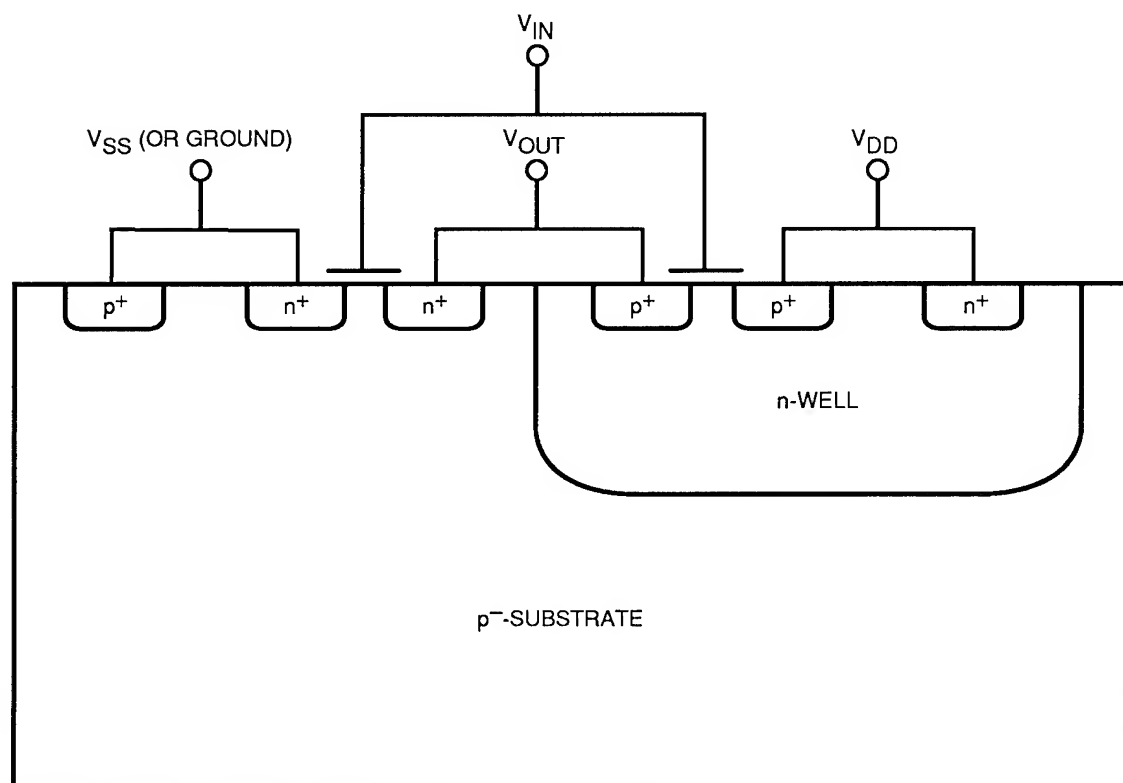 V_IN
V_SS (OR GROUND)
V_OUT
V_DD
p+
n+
n+
p+
p+
n+
n-WELL
p−-SUBSTRATE